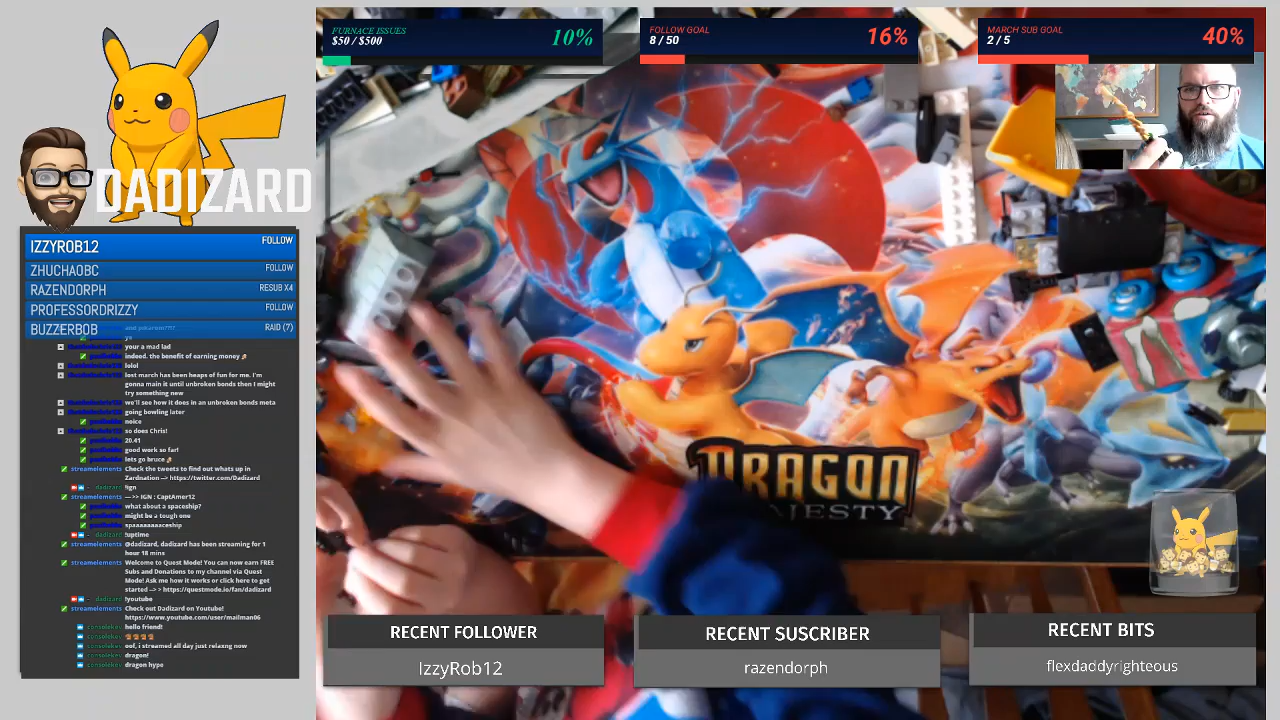 FURNACE ISSUES
$50 / $500
10%
FOLLOW GOAL
8 / 50
16%
MARCH SUB GOAL
2 / 5
40%
DADIZARD
IZZYROB12 FOLLOW
ZHUCHAOBC FOLLOW
RAZENDORPH RESUB X4
PROFESSORDRIZZY FOLLOW
BUZZERBOB RAID (7)
your a mad lad
indeed. the benefit of earning money
lolol
lost march has been heaps of fun for me. I'm
gonna main it until unbroken bonds then I might
try something new
we'll see how it does in an unbroken bonds meta
going bowling later
noice
so does Chris!
20.41
good work so far!
lets go bruce
streamelements Check the tweets to find out whats up in
Zardnation --> https://twitter.com/Dadizard
dadizard !ign
streamelements —>> IGN : CaptAmer12
what about a spaceship?
might be a tough one
spaaaaaaaceship
dadizard !uptime
streamelements @dadizard, dadizard has been streaming for 1
hour 18 mins
streamelements Welcome to Quest Mode! You can now earn FREE
Subs and Donations to my channel via Quest
Mode! Ask me how it works or click here to get
started --> https://questmode.io/fan/dadizard
dadizard !youtube
streamelements Check out Dadizard on Youtube!
https://www.youtube.com/user/mailman06
consolekev hello friend!
consolekev
consolekev oof, i streamed all day just relaxng now
consolekev dragon!
consolekev dragon hype
DRAGON
MAJESTY
RECENT FOLLOWER
IzzyRob12
RECENT SUSCRIBER
razendorph
RECENT BITS
flexdaddyrighteous